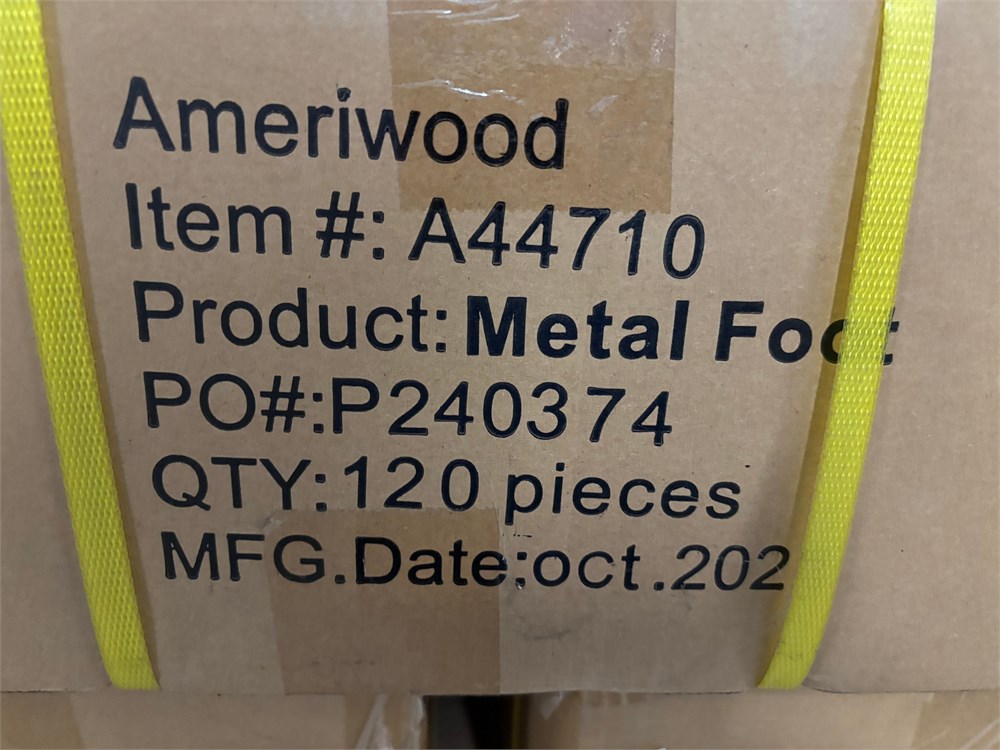 Ameriwood
Item #: A44710
Product: Metal Foot
PO#:P240374
QTY:120 pieces
MFG.Date:oct.202